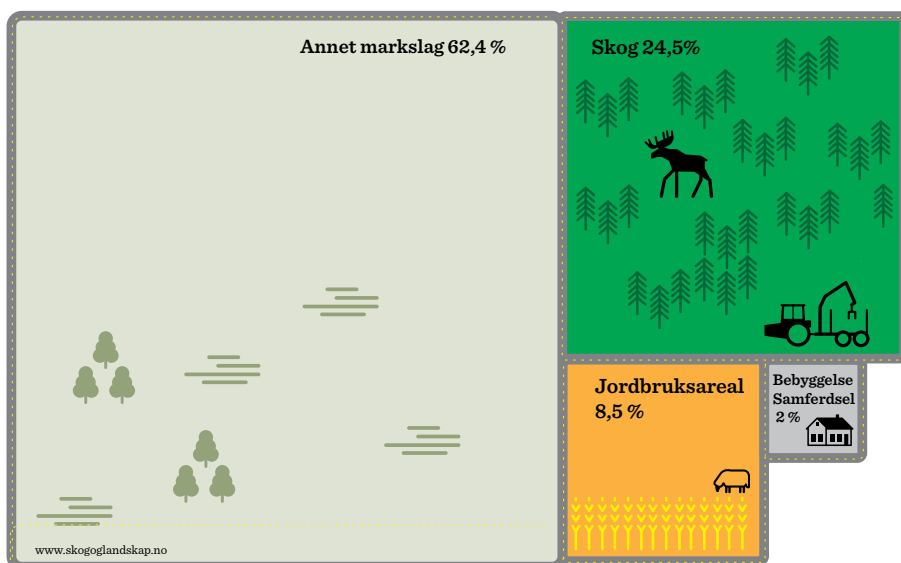 Annet markslag 62,4 %
Skog 24,5%
Jordbruksareal
8,5 %
Bebyggelse
Samferdsel
2 %
www.skogoglandskap.no